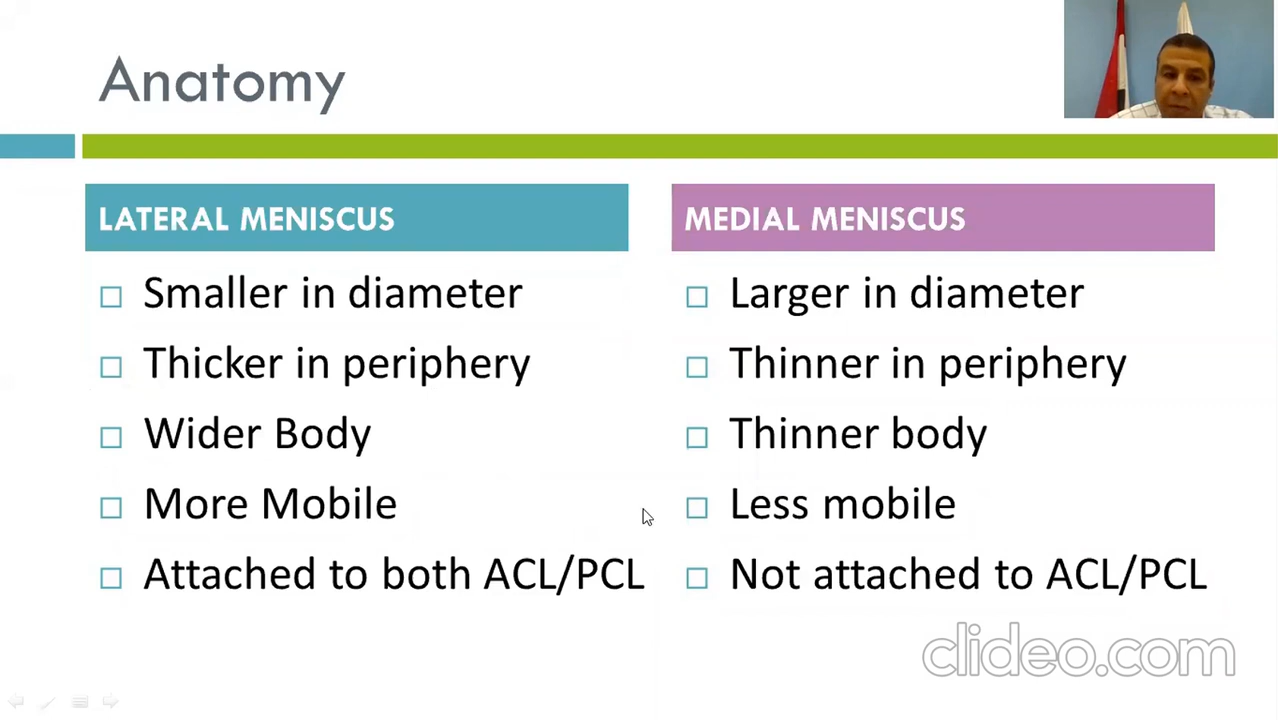 Anatomy
LATERAL MENISCUS
Smaller in diameter
Thicker in periphery
Wider Body
More Mobile
Attached to both ACL/PCL
MEDIAL MENISCUS
Larger in diameter
Thinner in periphery
Thinner body
Less mobile
Not attached to ACL/PCL
clideo.com